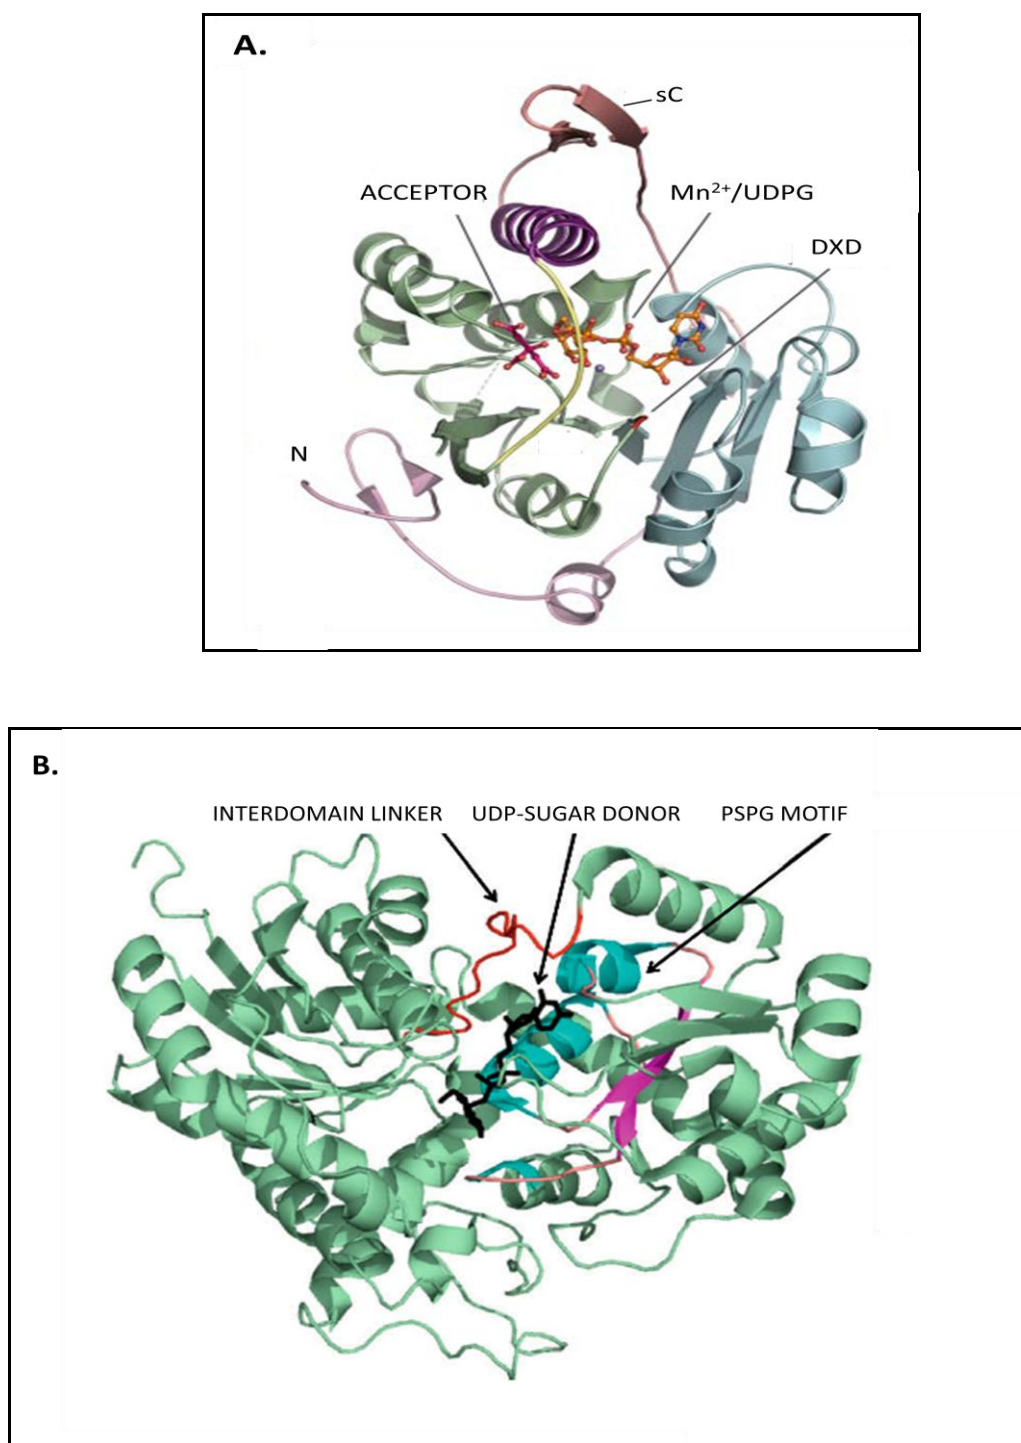 A.
sC
ACCEPTOR Mn²⁺/UDPG
DXD
N
B.
INTERDOMAIN LINKER UDP-SUGAR DONOR PSPG MOTIF